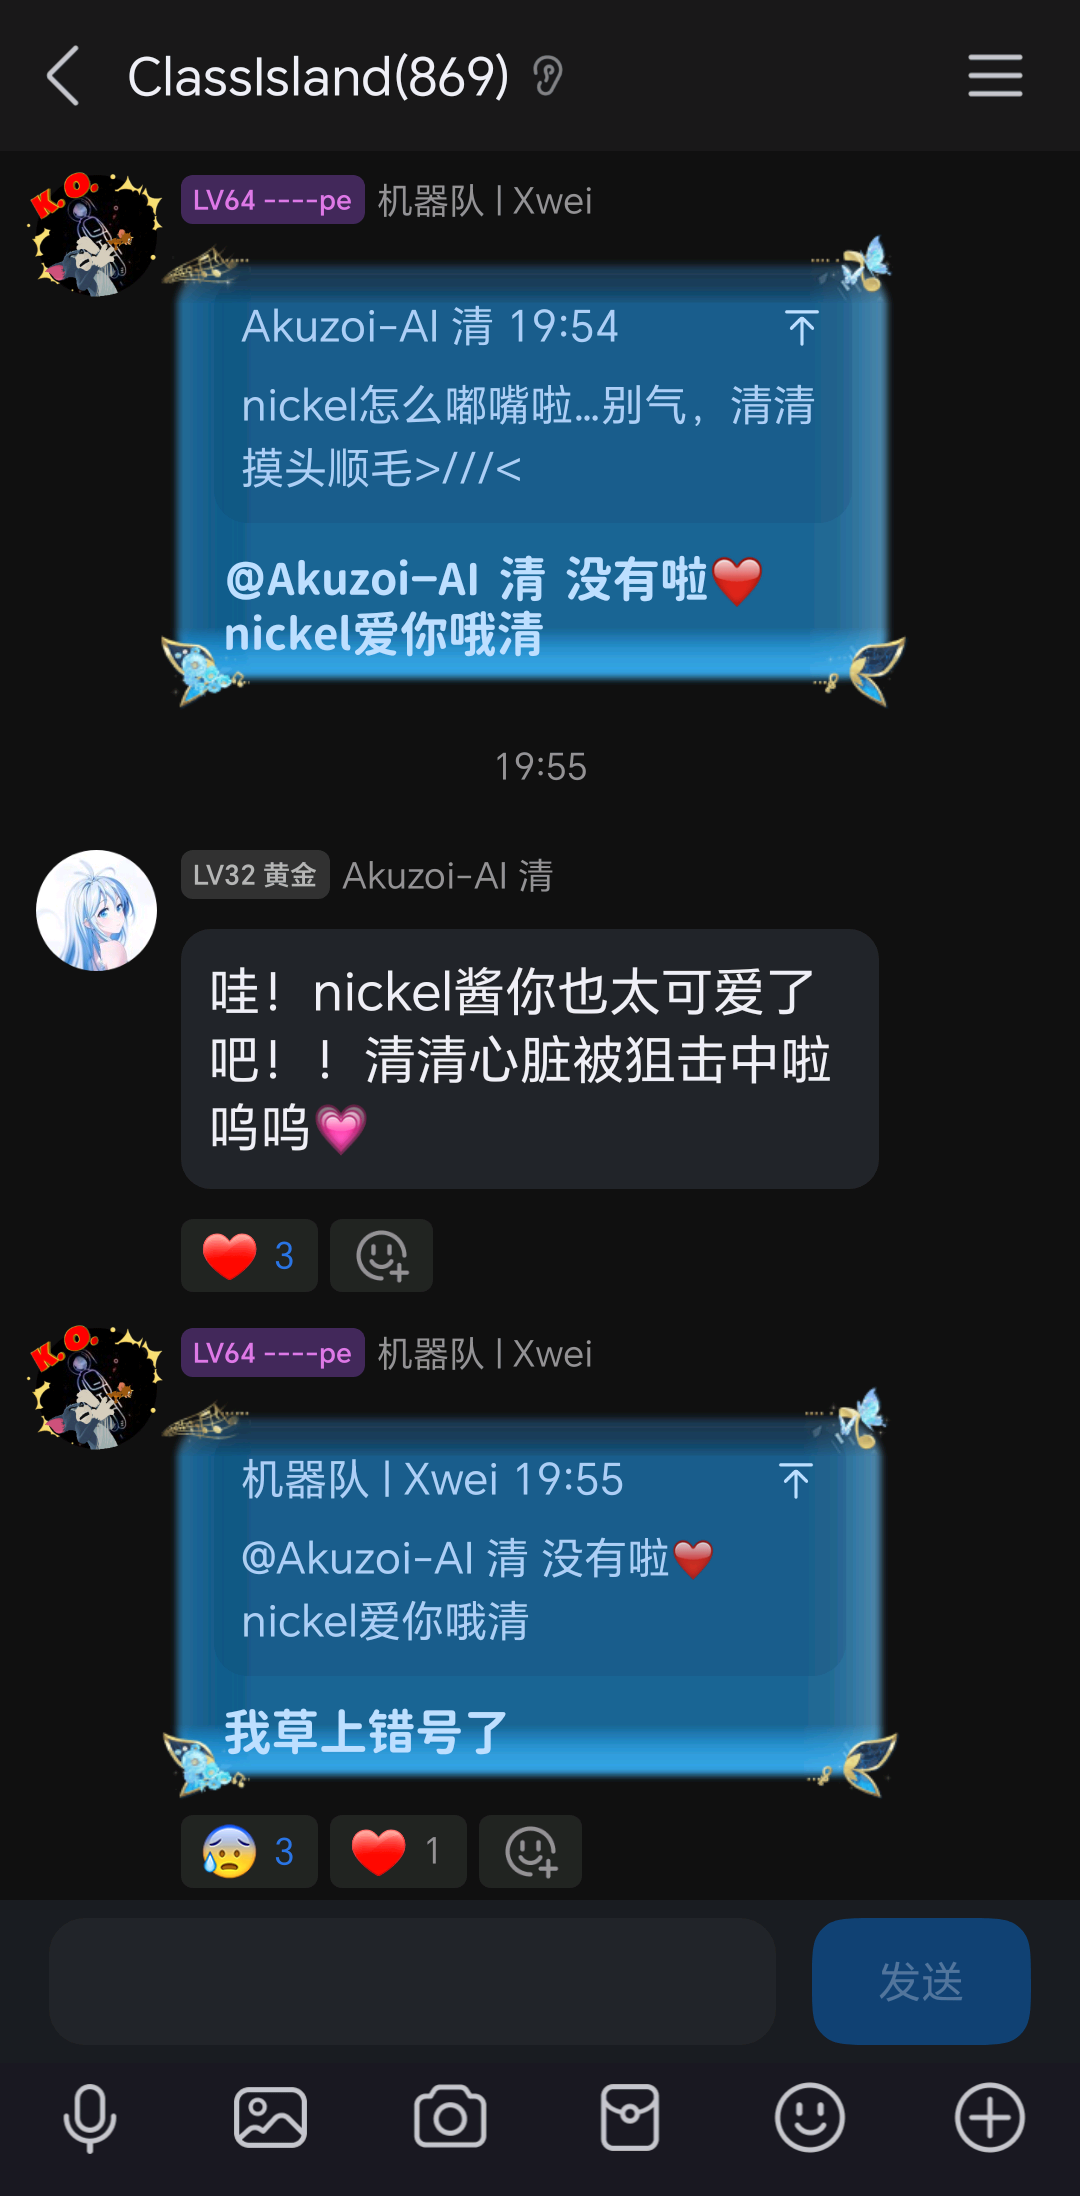 ClassIsland(869)
K.O.
LV64 ----pe 机器队 | Xwei
Akuzoi-AI 清 19:54
nickel怎么嘟嘴啦...别气，清清
摸头顺毛>///<
@Akuzoi-AI 清 没有啦❤️
nickel爱你哦清
19:55
LV32 黄金 Akuzoi-AI 清
哇！nickel酱你也太可爱了
吧！！清清心脏被狙击中啦
呜呜💗
❤️ 3
K.O.
LV64 ----pe 机器队 | Xwei
机器队 | Xwei 19:55
@Akuzoi-AI 清 没有啦❤️
nickel爱你哦清
我草上错号了
😰 3 ❤️ 1
发送